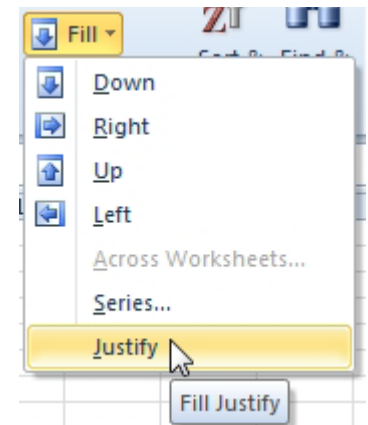 Fill
Down
Right
Up
Left
Across Worksheets...
Series...
Justify
Fill Justify